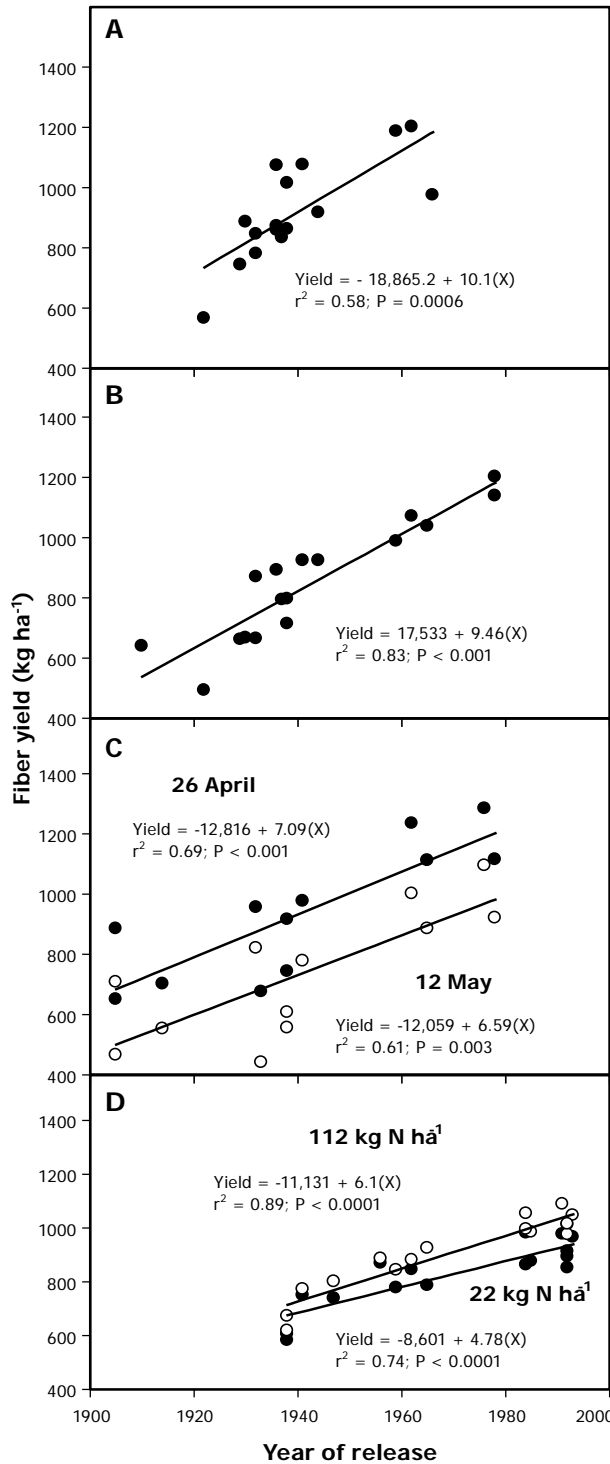 A
1400
1200
1000
800
600
400
Yield = - 18,865.2 + 10.1(X)
r² = 0.58; P = 0.0006
B
1400
1200
1000
800
600
400
Yield = 17,533 + 9.46(X)
r² = 0.83; P < 0.001
Fiber yield (kg ha⁻¹)
C
1400
1200
1000
800
600
400
26 April
Yield = -12,816 + 7.09(X)
r² = 0.69; P < 0.001
12 May
Yield = -12,059 + 6.59(X)
r² = 0.61; P = 0.003
D
1400
1200
1000
800
600
400
112 kg N há¹
Yield = -11,131 + 6.1(X)
r² = 0.89; P < 0.0001
22 kg N há¹
Yield = -8,601 + 4.78(X)
r² = 0.74; P < 0.0001
1900 1920 1940 1960 1980 2000
Year of release